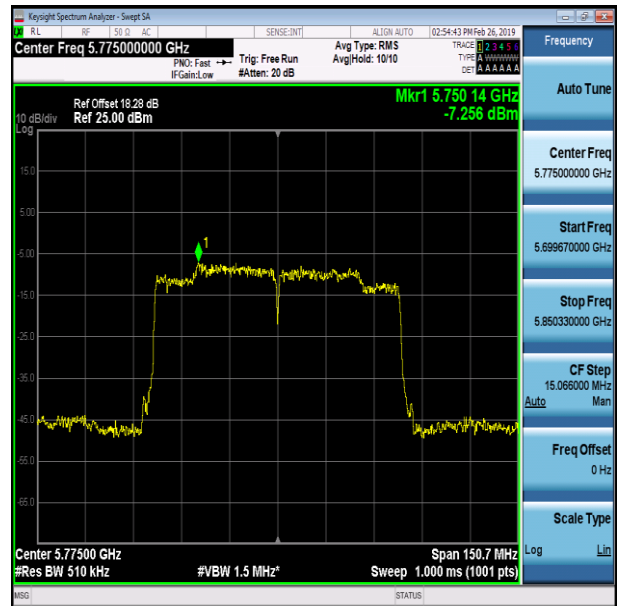 Keysight Spectrum Analyzer - Swept SA
LXI RL RF 50 Ω AC SENSE:INT ALIGN AUTO 02:54:43 PM Feb 26, 2019
Center Freq 5.775000000 GHz
PNO: Fast
IFGain:Low
Trig: Free Run
#Atten: 20 dB
Avg Type: RMS
Avg|Hold: 10/10
TRACE 1 2 3 4 5 6
TYPE A WWWWW
DET A A A A A A
Frequency
Mkr1 5.750 14 GHz
-7.256 dBm
Ref Offset 18.28 dB
10 dB/div Ref 25.00 dBm
Log
15.0
5.00
-5.00
-15.0
-25.0
-35.0
-45.0
-55.0
-65.0
1
Center 5.77500 GHz Span 150.7 MHz
#Res BW 510 kHz #VBW 1.5 MHz* Sweep 1.000 ms (1001 pts)
MSG STATUS
Auto Tune
Center Freq
5.775000000 GHz
Start Freq
5.699670000 GHz
Stop Freq
5.850330000 GHz
CF Step
15.066000 MHz
Auto Man
Freq Offset
0 Hz
Scale Type
Log Lin